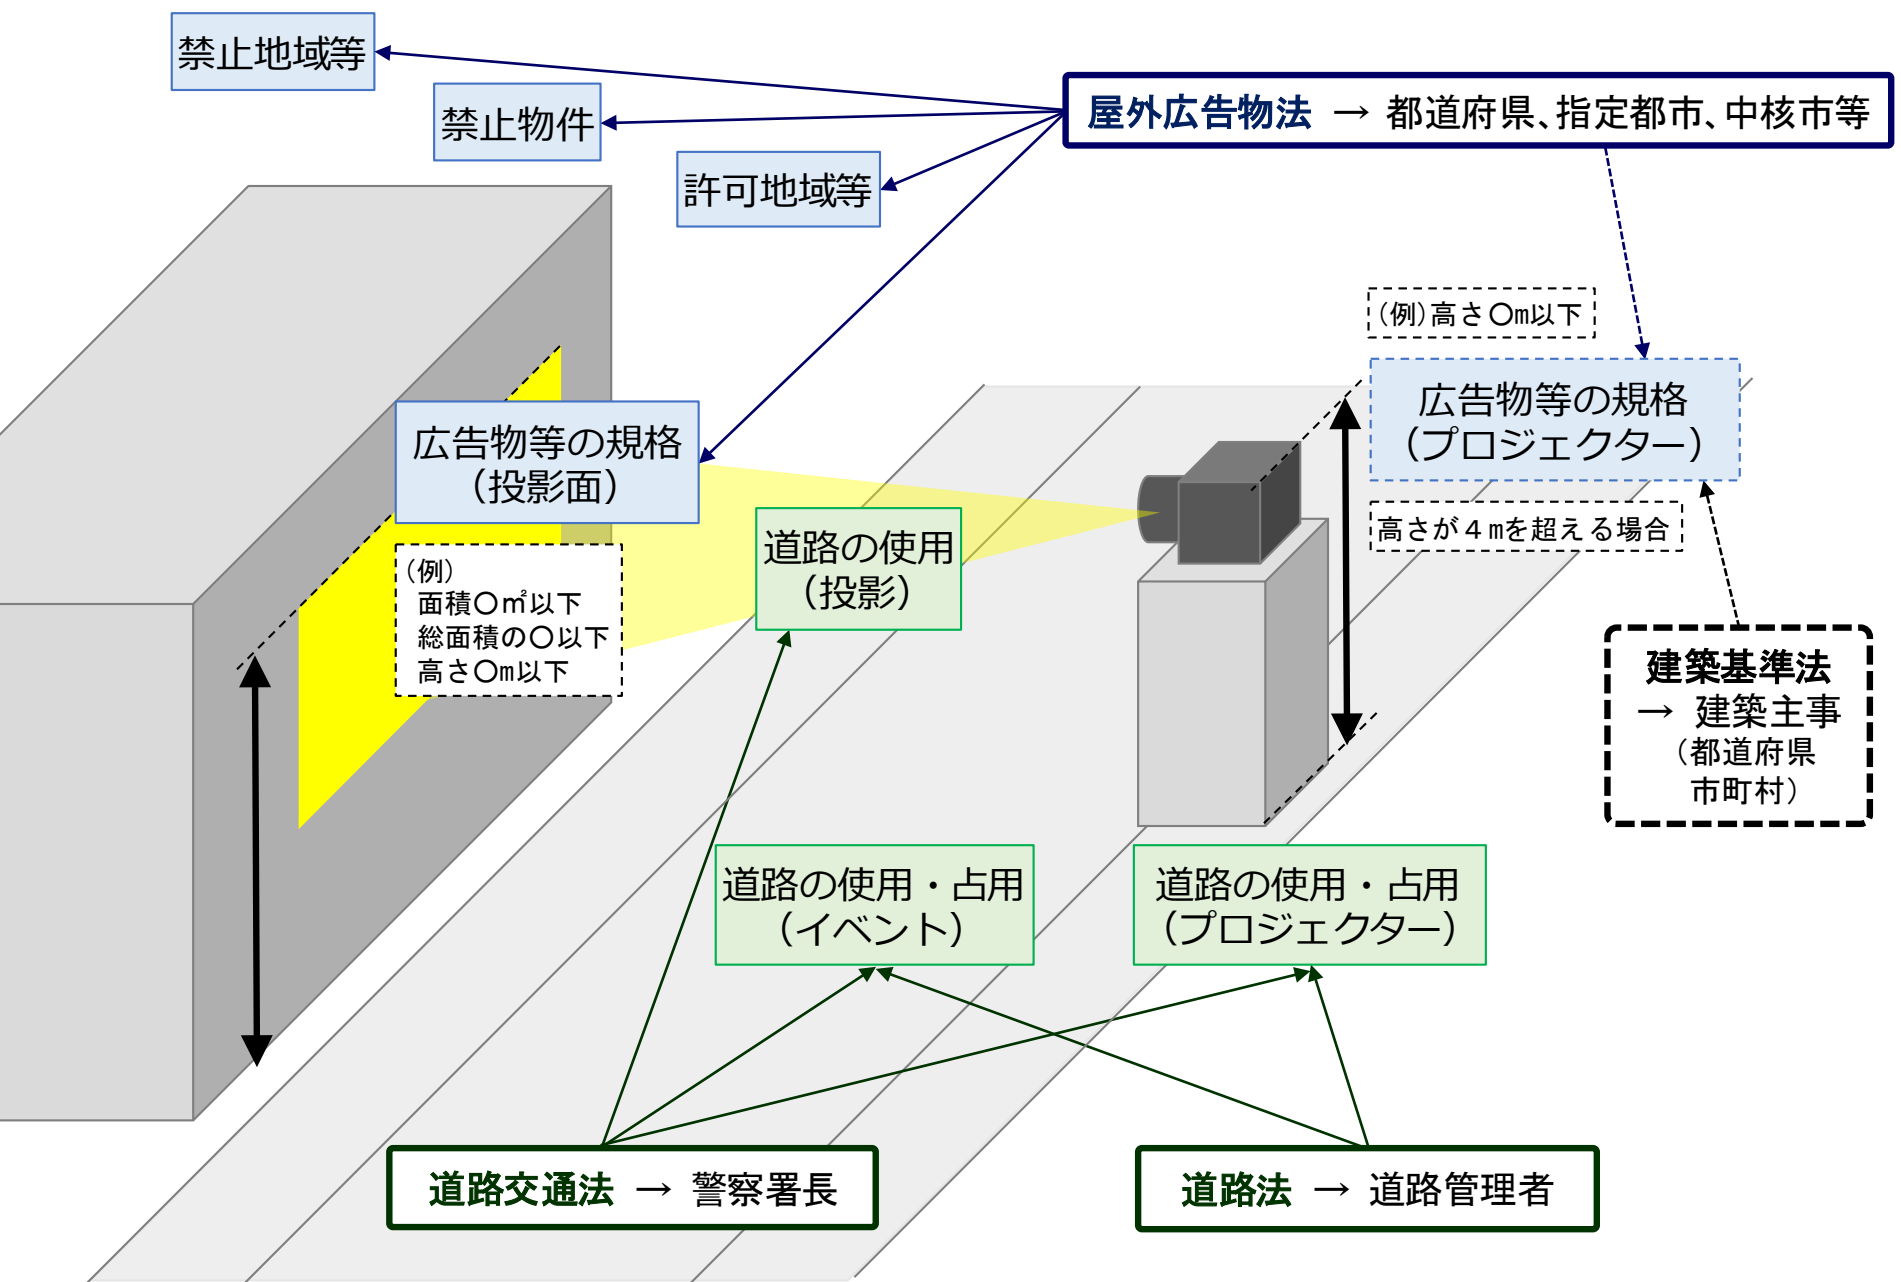 禁止地域等
禁止物件
許可地域等
屋外広告物法 → 都道府県、指定都市、中核市等
(例)高さ〇m以下
広告物等の規格
（プロジェクター）
高さが４mを超える場合
広告物等の規格
（投影面）
(例)
面積〇㎡以下
総面積の〇以下
高さ〇m以下
道路の使用
（投影）
建築基準法
→ 建築主事
（都道府県
市町村）
道路の使用・占用
（イベント）
道路の使用・占用
（プロジェクター）
道路交通法 → 警察署長
道路法 → 道路管理者